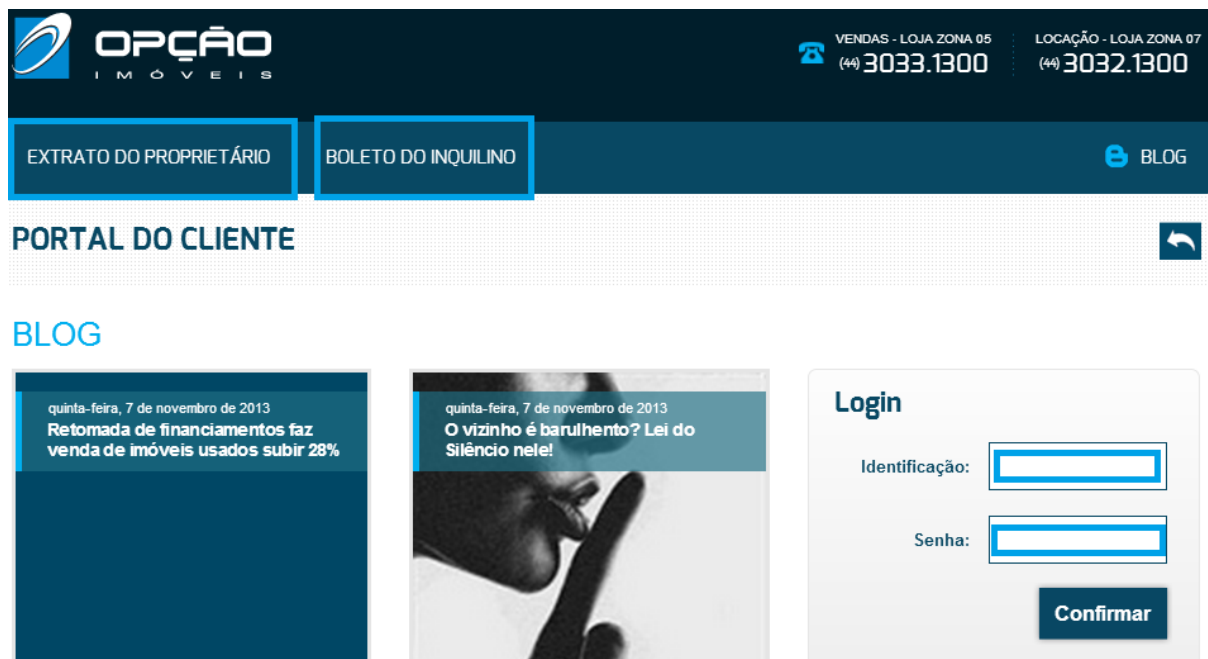 OPÇÃO
IMÓVEIS
VENDAS - LOJA ZONA 05
(44) 3033.1300
LOCAÇÃO - LOJA ZONA 07
(44) 3032.1300
EXTRATO DO PROPRIETÁRIO
BOLETO DO INQUILINO
BLOG
PORTAL DO CLIENTE
BLOG
quinta-feira, 7 de novembro de 2013
Retomada de financiamentos faz
venda de imóveis usados subir 28%
quinta-feira, 7 de novembro de 2013
O vizinho é barulhento? Lei do
Silêncio nele!
Login
Identificação:
Senha:
Confirmar